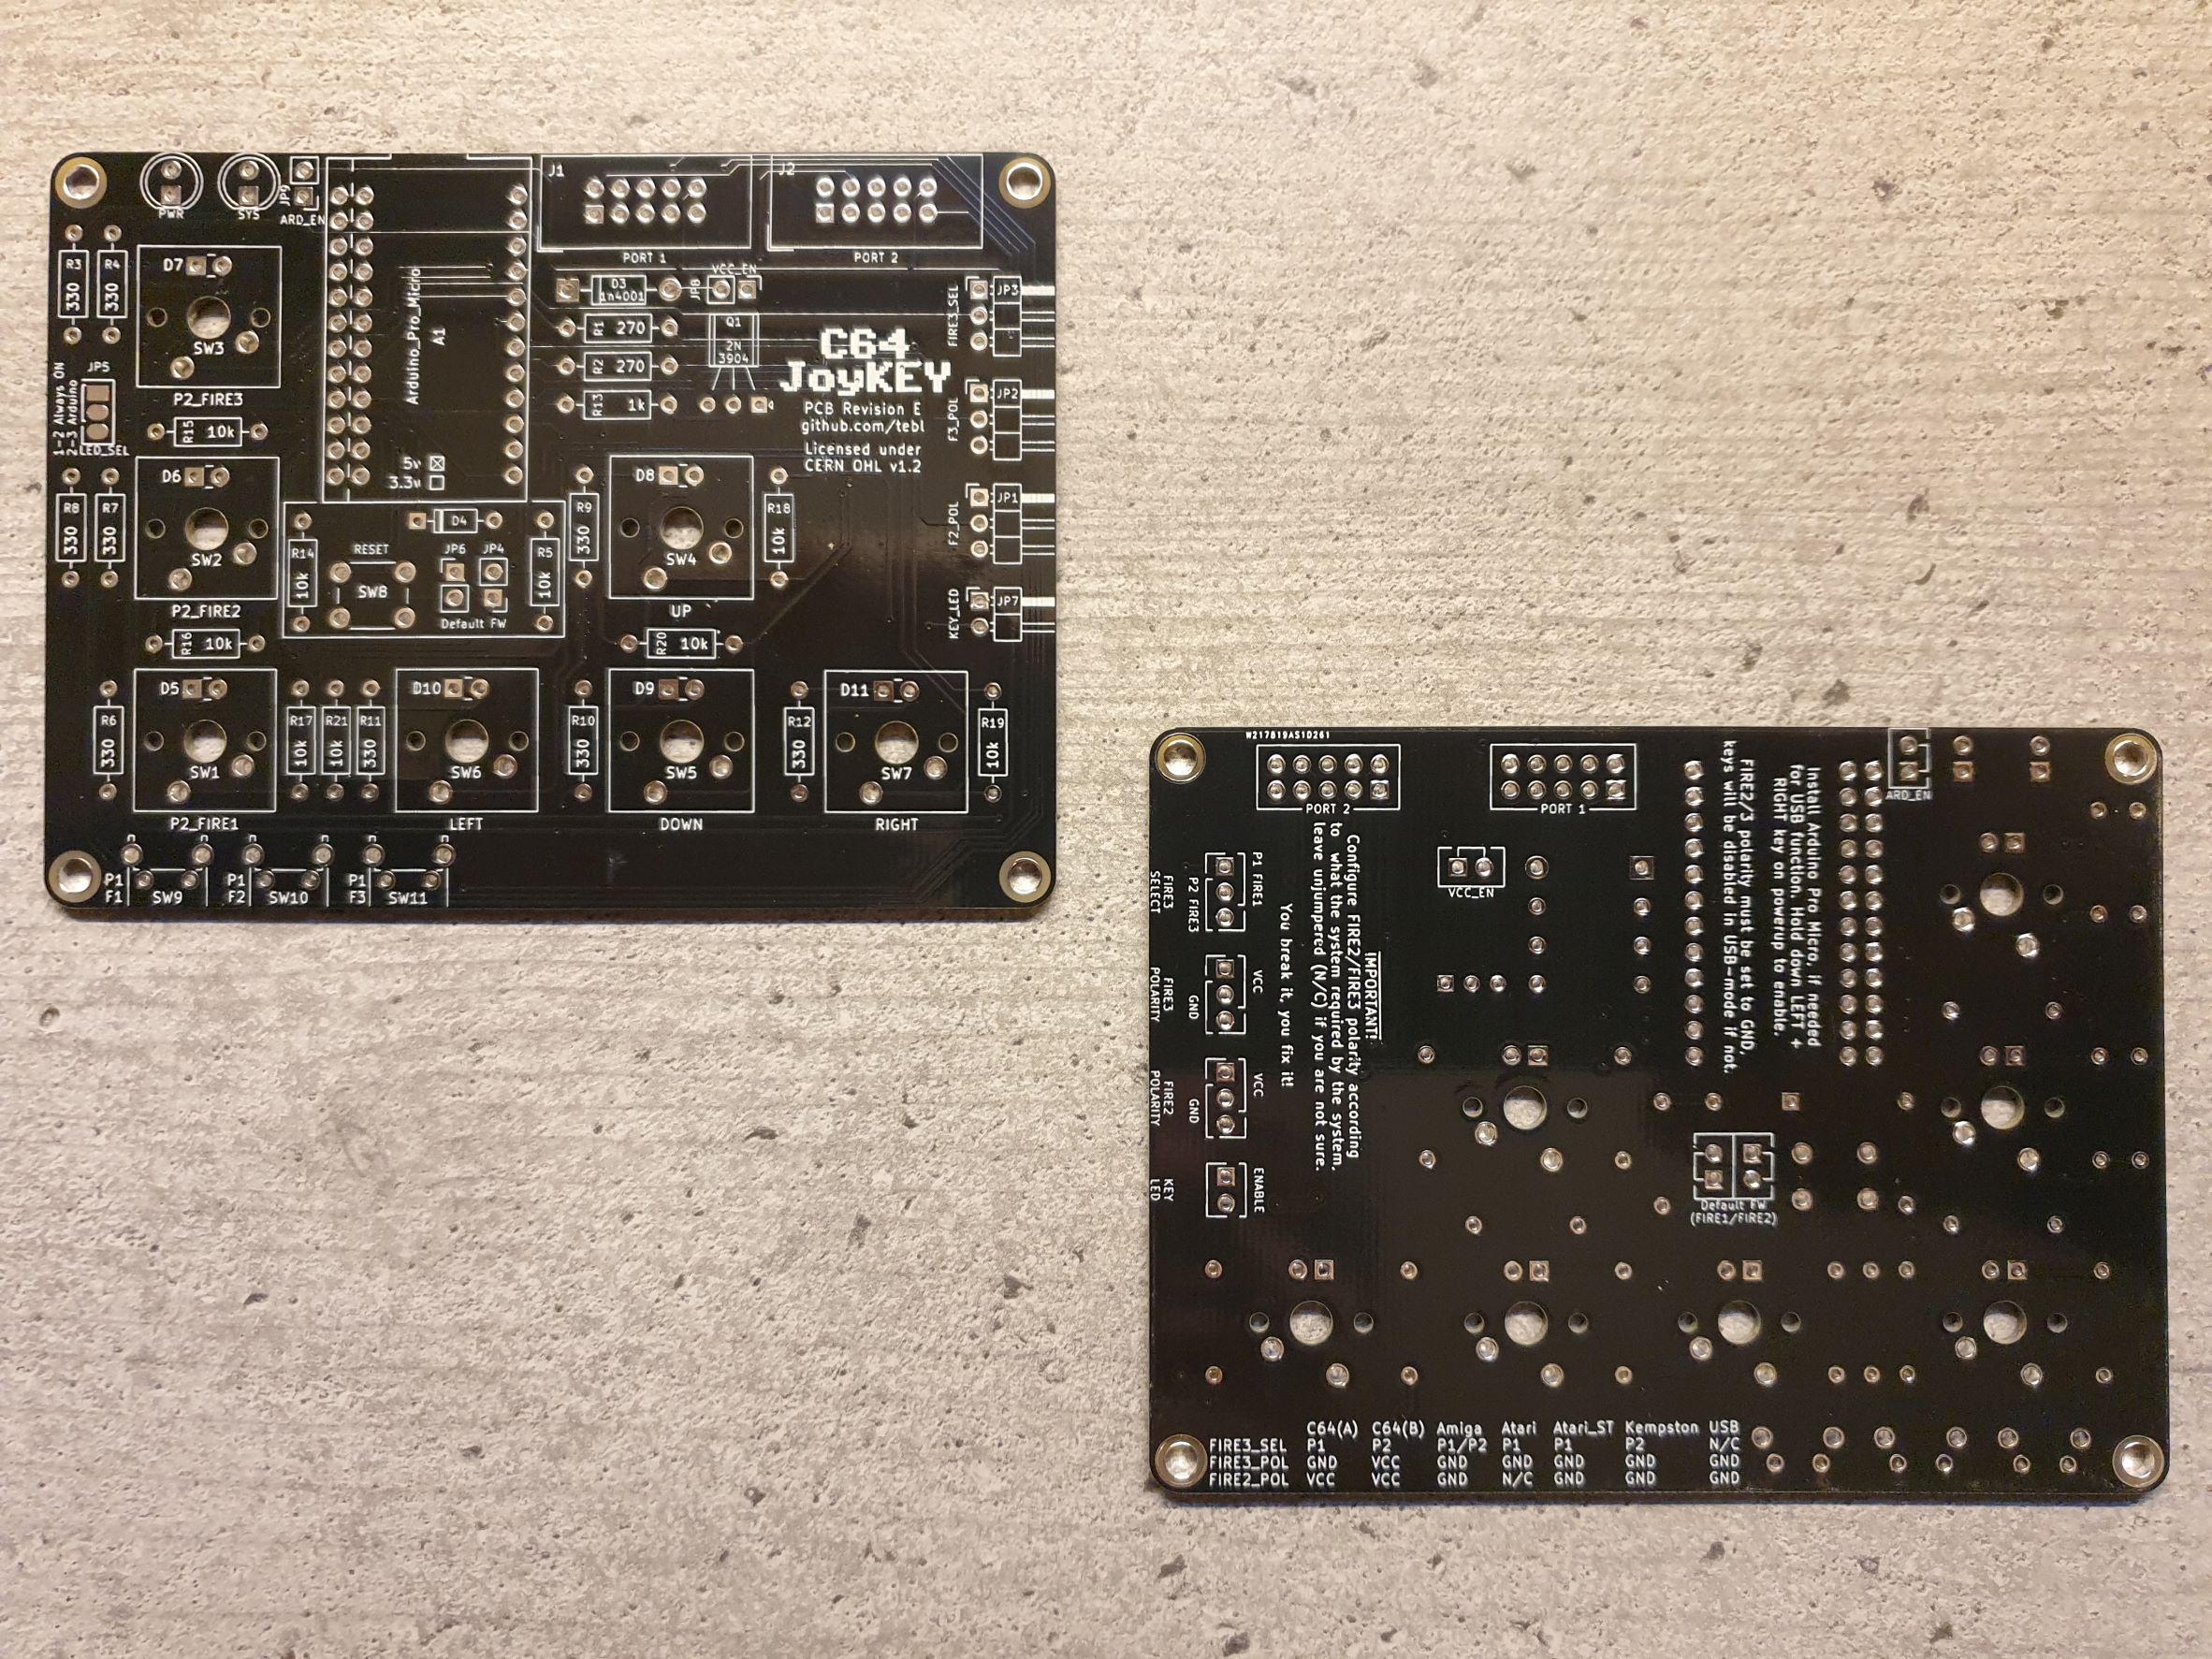 PWR
SYS
JP9
ARD_EN
J1
PORT 1
J2
PORT 2
R3
330
R4
330
D7
SW3
P2_FIRE3
Arduino_Pro_Micro
A1
5v
3.3v
D3
1n4001
JP8
VCC_EN
R1 270
R2 270
R13 1k
Q1
2N
3904
C64
JoyKEY
PCB Revision E
github.com/tebl
Licensed under
CERN OHL v1.2
FIRE3_SEL
JP3
F3_POL
JP2
F2_POL
JP1
KEY_LED
JP7
JP5
1-2 Always ON
2-3 Arduino
LED_SEL
R15 10k
R8
330
R7
330
D6
SW2
P2_FIRE2
R14
10k
RESET
SW8
D4
JP6
JP4
Default FW
R5
10k
R9
330
D8
SW4
UP
R18
10k
R16 10k
R20 10k
R6
330
D5
SW1
P2_FIRE1
R17
10k
R21
10k
R11
330
D10
SW6
LEFT
R10
330
D9
SW5
DOWN
R12
330
D11
SW7
RIGHT
R19
10k
P1
F1
SW9
P1
F2
SW10
P1
F3
SW11
W217819AS1D261
PORT 2
PORT 1
ARD_EN
VCC_EN
Install Arduino Pro Micro, if needed
for USB function. Hold down LEFT +
RIGHT key on powerup to enable.
FIRE2/3 polarity must be set to GND,
keys will be disabled in USB-mode if not.
IMPORTANT!
Configure FIRE2/FIRE3 polarity according
to what the system required by the system,
leave unjumpered (N/C) if you are not sure.
You break it, you fix it!
P1 FIRE1
P2 FIRE3
FIRE3
SELECT
VCC
GND
FIRE3
POLARITY
VCC
GND
FIRE2
POLARITY
ENABLE
KEY
LED
Default FW
(FIRE1/FIRE2)
C64(A) C64(B) Amiga Atari Atari_ST Kempston USB
FIRE3_SEL P1 P2 P1/P2 P1 P1 P2 N/C
FIRE3_POL GND VCC GND GND GND GND GND
FIRE2_POL VCC VCC GND N/C GND GND GND